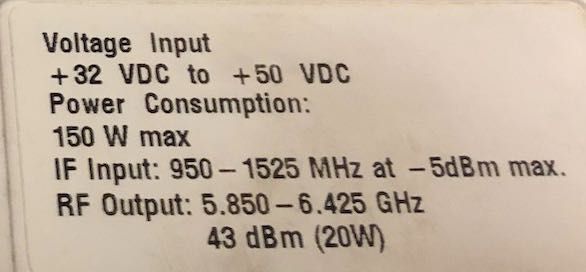 Voltage Input
+32 VDC to +50 VDC
Power Consumption:
150 W max
IF Input: 950 – 1525 MHz at – 5dBm max.
RF Output: 5.850 – 6.425 GHz
43 dBm (20W)